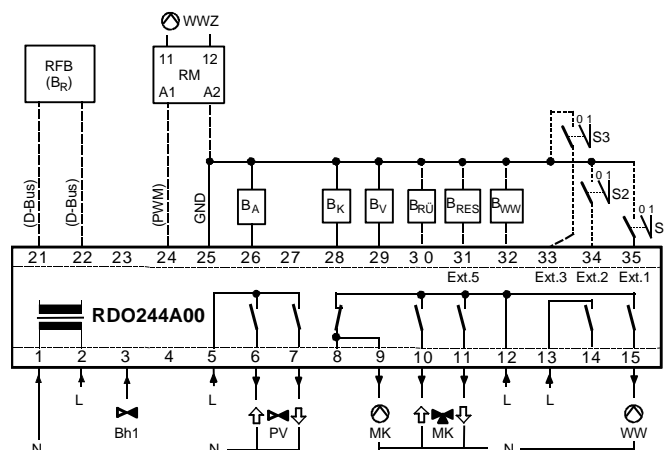 WWZ
11 12
RFB
(BR)
RM
A1 A2
0 1
S3
0 1
S2
0 1
S
(D-Bus) (D-Bus) (PWM) GND
BA BK BV BRÜ BRES BWW
21 22 23 24 25 26 27 28 29 30 31 32 33 34 35
Ext.5 Ext.3 Ext.2 Ext.1
RDO244A00
1 2 3 4 5 6 7 8 9 10 11 12 13 14 15
L L L L
Bh1 PV MK MK WW
N N N